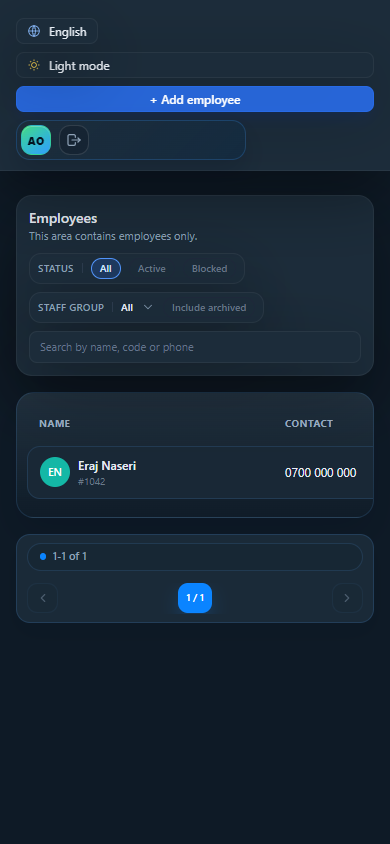 English
Light mode
+ Add employee
AO
Employees
This area contains employees only.
STATUS All Active Blocked
STAFF GROUP All Include archived
Search by name, code or phone
NAME CONTACT
EN Eraj Naseri 0700 000 000
#1042
1-1 of 1
1 / 1